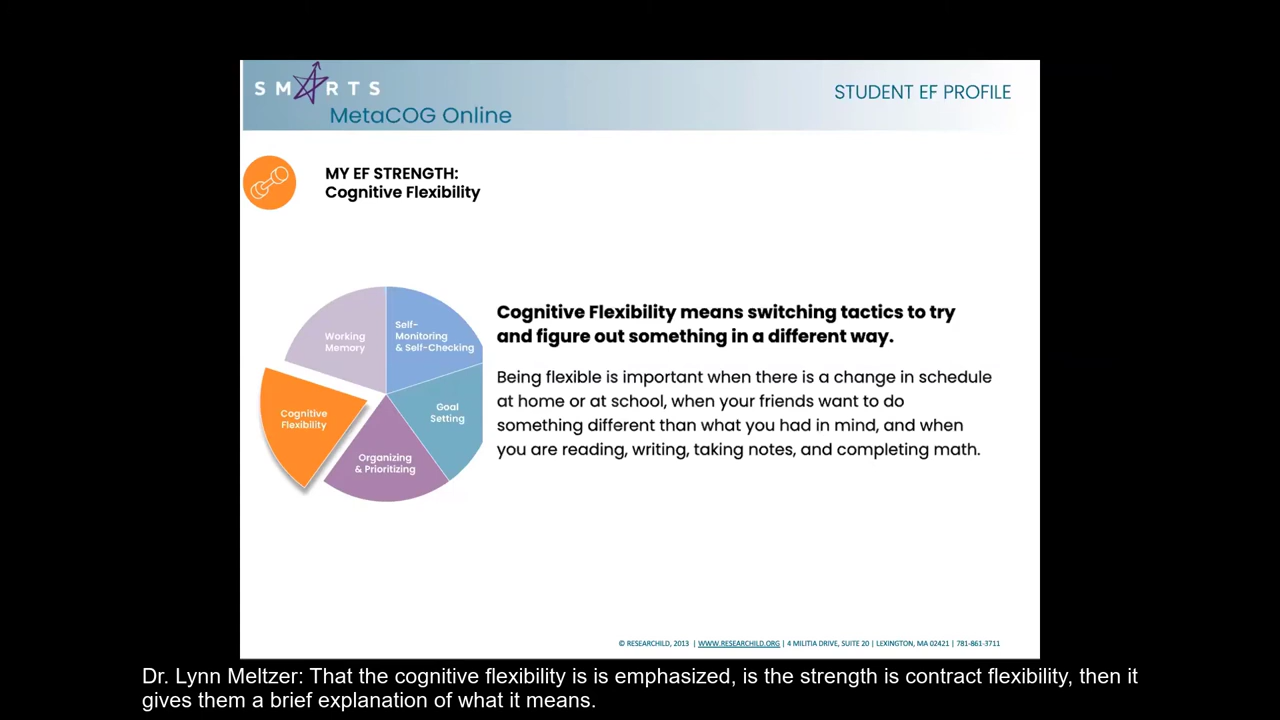 SMARTS
MetaCOG Online
STUDENT EF PROFILE
MY EF STRENGTH:
Cognitive Flexibility
Working
Memory
Self-
Monitoring
& Self-Checking
Cognitive
Flexibility
Goal
Setting
Organizing
& Prioritizing
Cognitive Flexibility means switching tactics to try
and figure out something in a different way.
Being flexible is important when there is a change in schedule
at home or at school, when your friends want to do
something different than what you had in mind, and when
you are reading, writing, taking notes, and completing math.
© RESEARCHILD, 2013 | WWW.RESEARCHILD.ORG | 4 MILITIA DRIVE, SUITE 20 | LEXINGTON, MA 02421 | 781-861-3711
Dr. Lynn Meltzer: That the cognitive flexibility is is emphasized, is the strength is contract flexibility, then it
gives them a brief explanation of what it means.